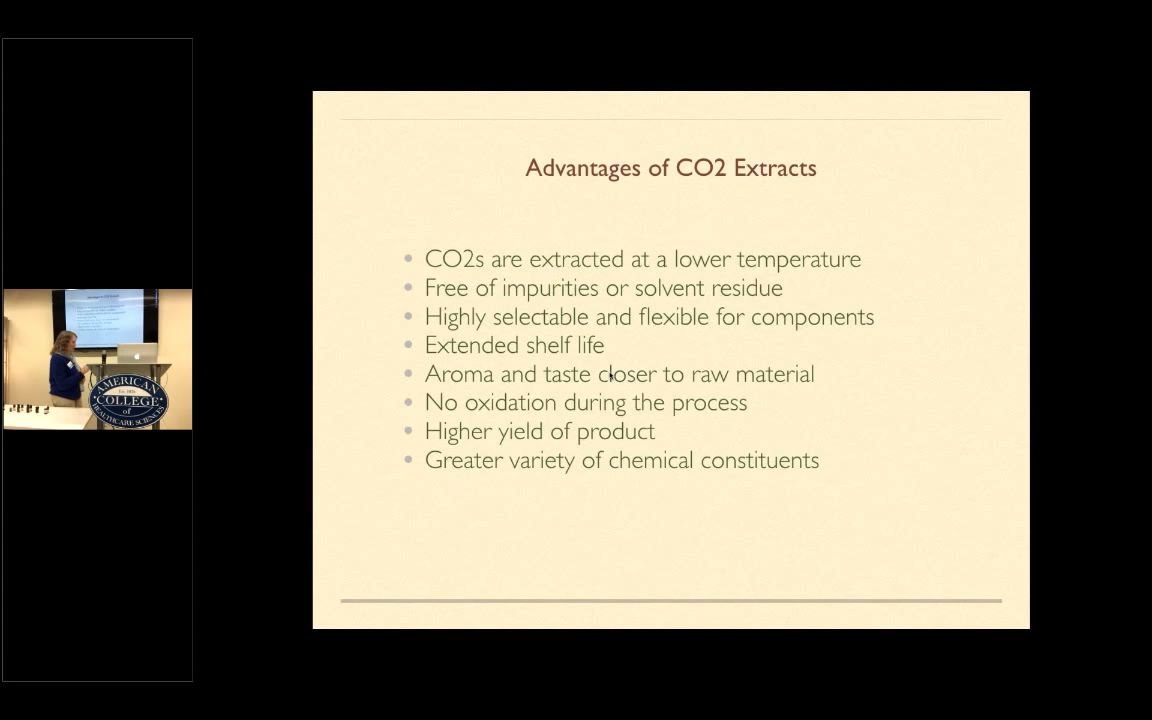 Advantages of CO2 Extracts
CO2s are extracted at a lower temperature
Free of impurities or solvent residue
Highly selectable and flexible for components
Extended shelf life
Aroma and taste closer to raw material
No oxidation during the process
Higher yield of product
Greater variety of chemical constituents
AMERICAN
COLLEGE
of
HEALTHCARE SCIENCES